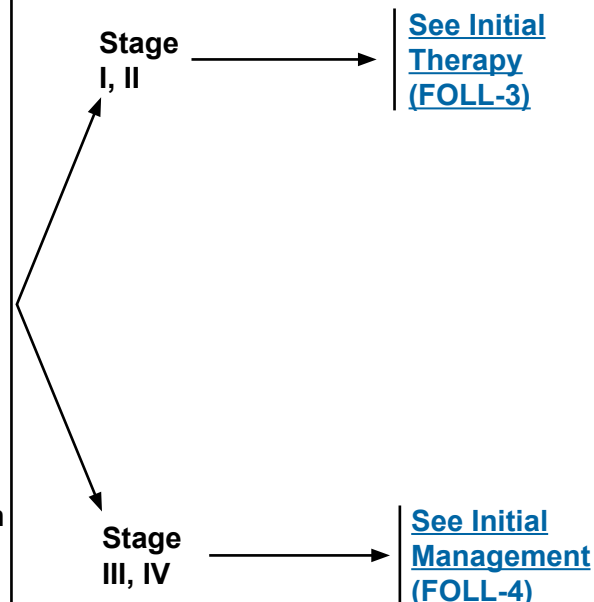 Stage
I, II
See Initial
Therapy
(FOLL-3)
n
Stage
III, IV
See Initial
Management
(FOLL-4)